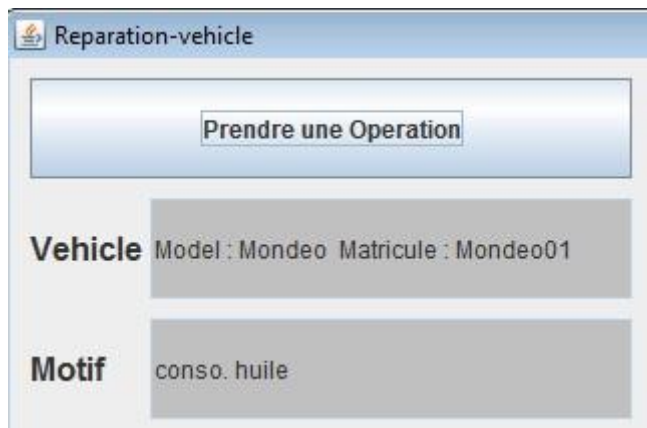 Reparation-vehicle
Prendre une Operation
Vehicle Model : Mondeo Matricule : Mondeo01
Motif conso. huile